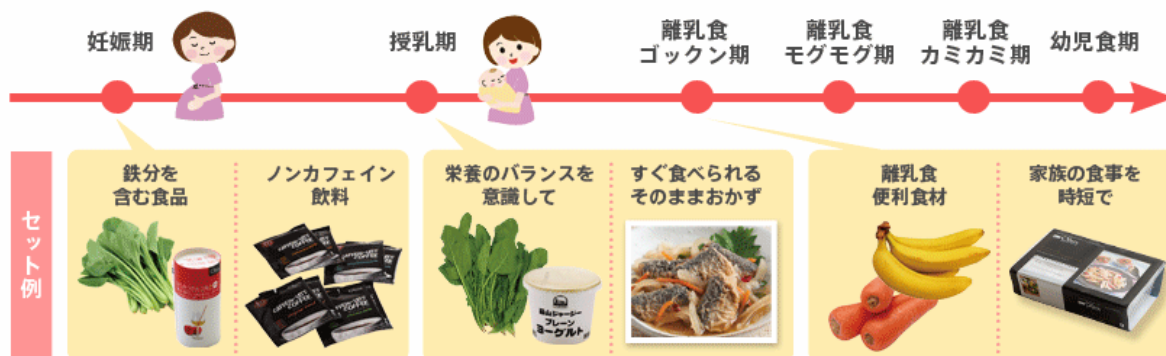 妊娠期
授乳期
離乳食
ゴックン期
離乳食
モグモグ期
離乳食
カミカミ期
幼児食期
セット例
鉄分を
含む食品
ノンカフェイン
飲料
栄養のバランスを
意識して
すぐ食べられる
そのままおかず
離乳食
便利食材
家族の食事を
時短で
プレーン
ヨーグルト